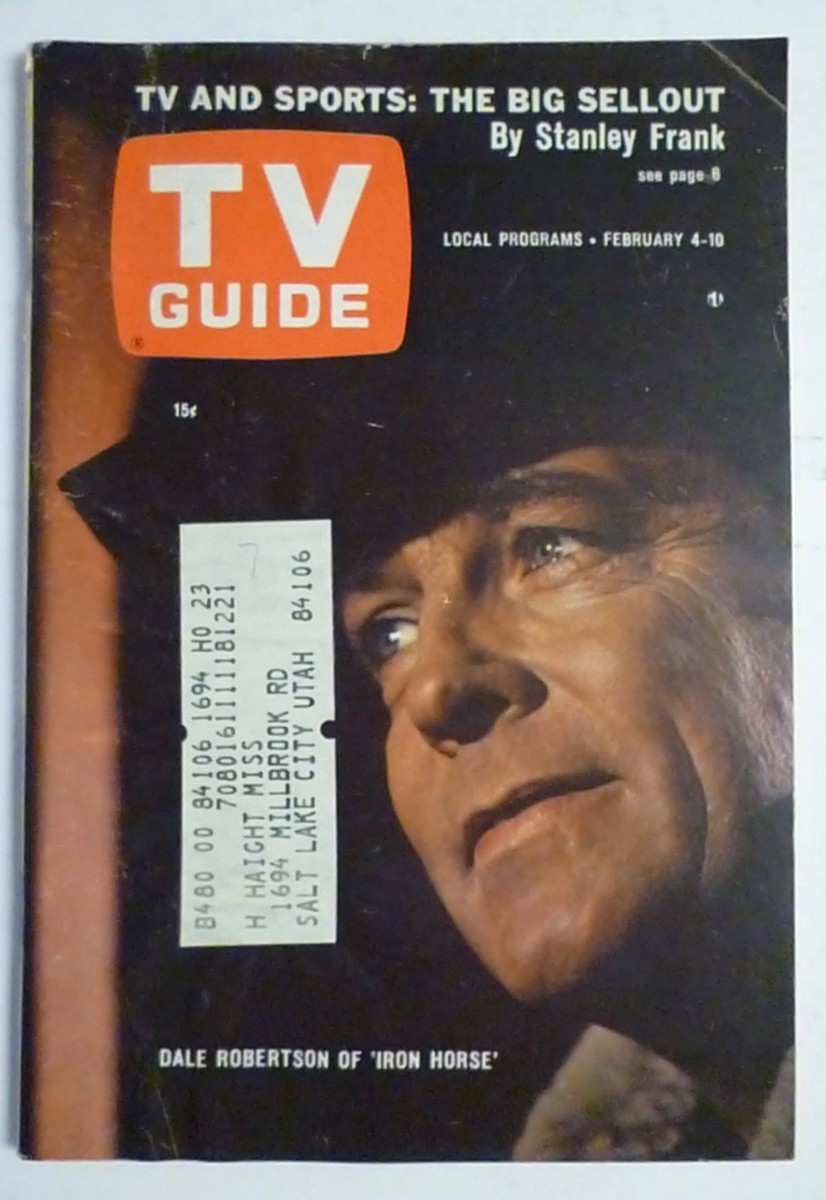 TV AND SPORTS: THE BIG SELLOUT
By Stanley Frank
see page 6
TV
GUIDE
®
LOCAL PROGRAMS • FEBRUARY 4-10
15¢
B480 00 84106 1694 HO 23
70801611111181221
H HAIGHT MISS
1694 MILLBROOK RD
SALT LAKE CITY UTAH 84106
DALE ROBERTSON OF 'IRON HORSE'